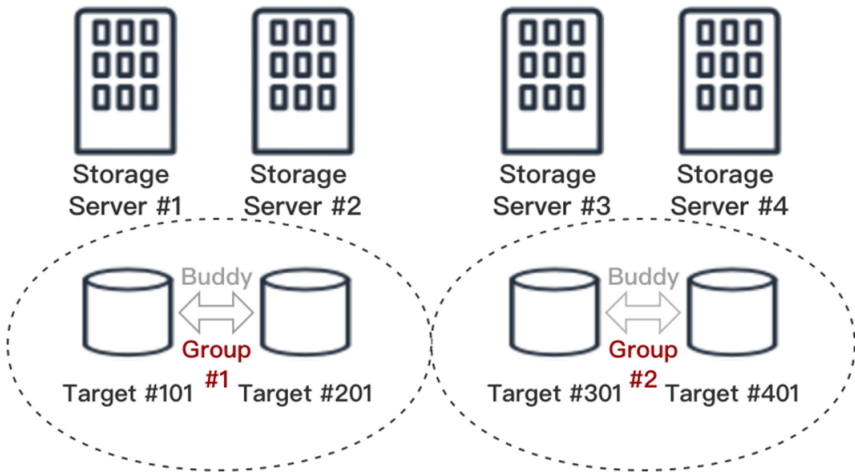 Storage
Server #1
Storage
Server #2
Storage
Server #3
Storage
Server #4
Buddy
Group
#1
Target #101
Target #201
Buddy
Group
#2
Target #301
Target #401